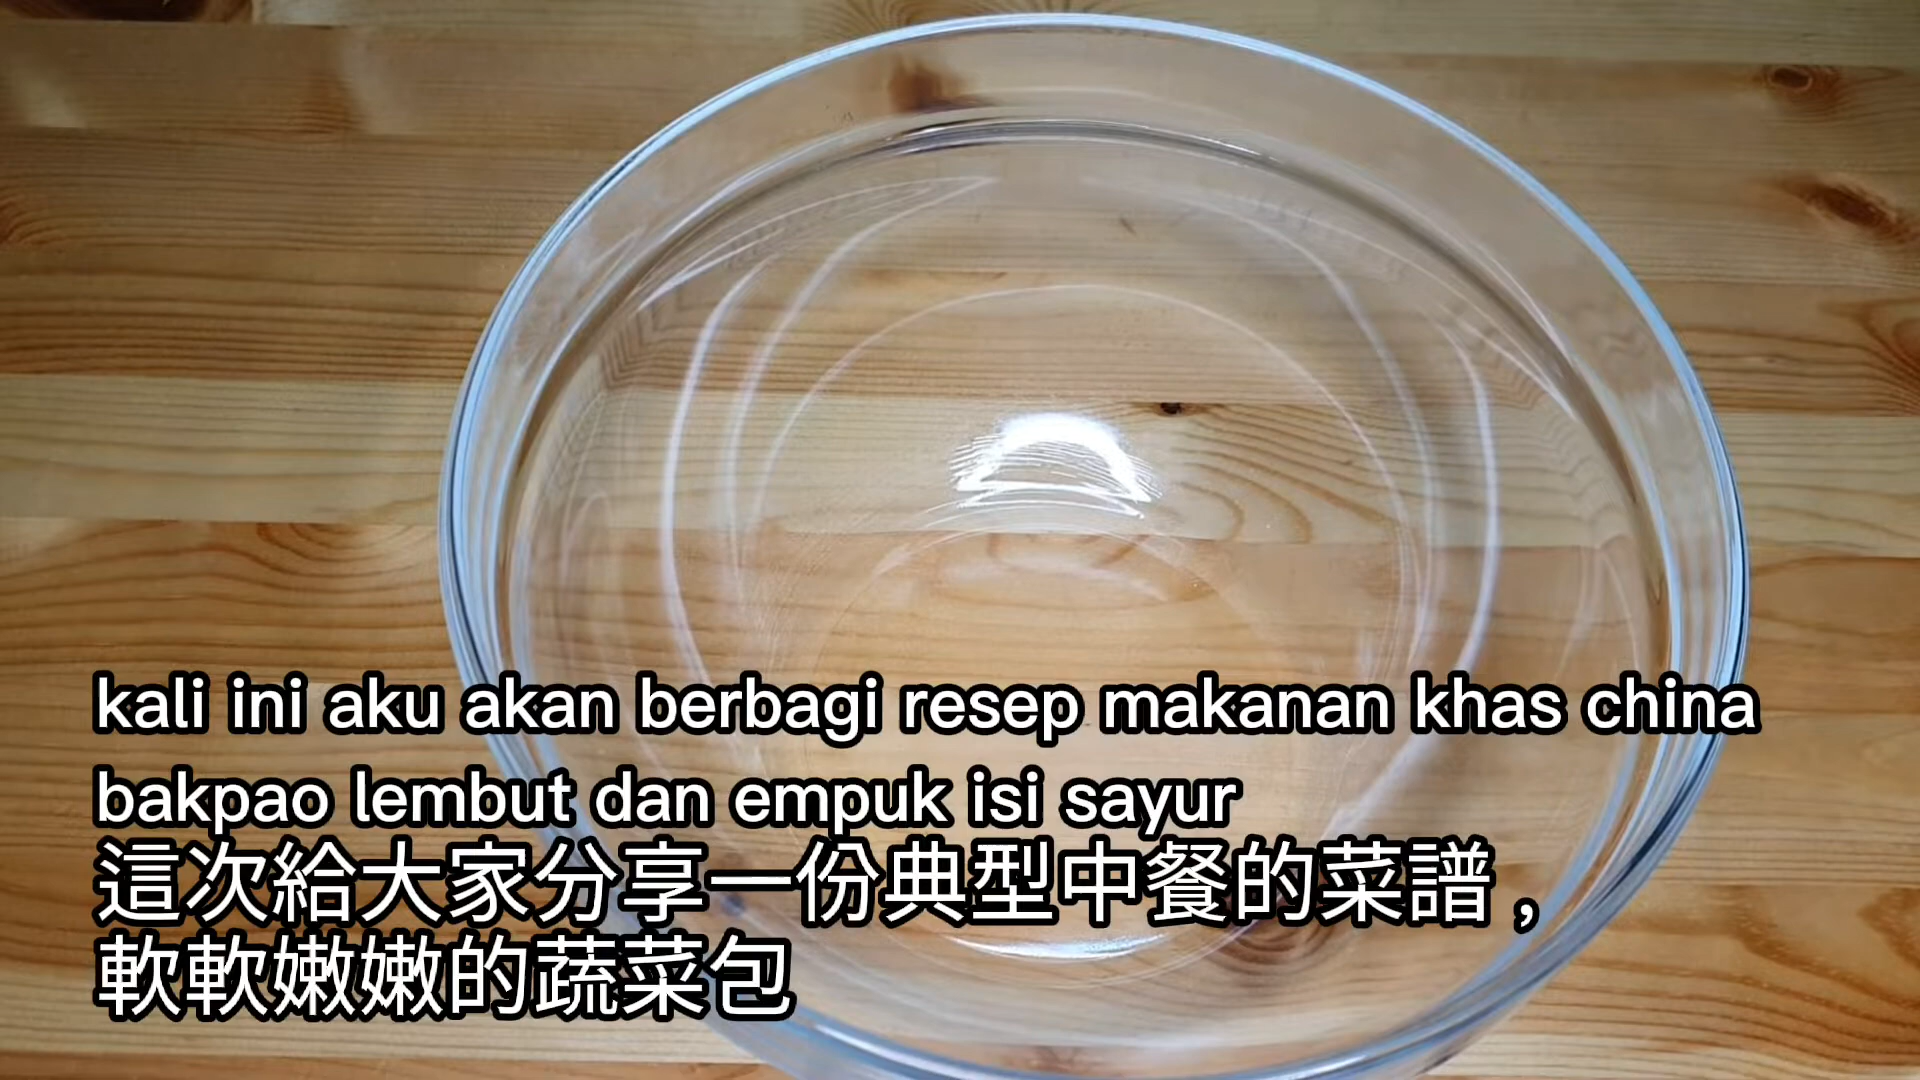 kali ini aku akan berbagi resep makanan khas china
bakpao lembut dan empuk isi sayur
這次給大家分享一份典型中餐的菜譜，
軟軟嫩嫩的蔬菜包